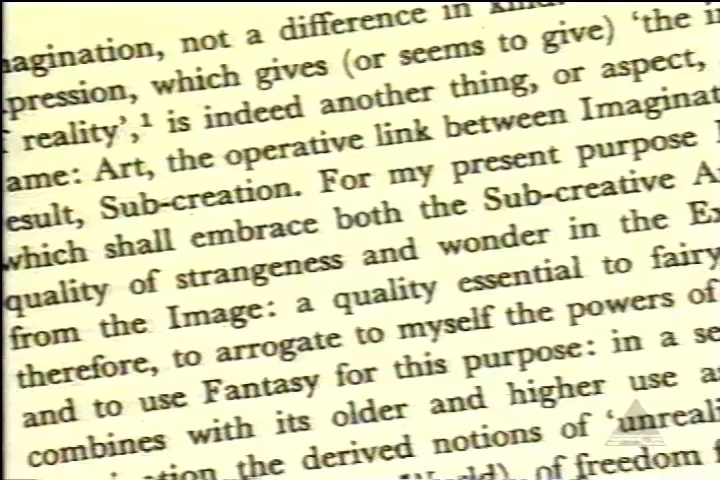 nagination, not a difference in kind.
pression, which gives (or seems to give) ‘the i
reality’,¹ is indeed another thing, or aspect,
ame: Art, the operative link between Imaginat
esult, Sub-creation. For my present purpose
which shall embrace both the Sub-creative A
quality of strangeness and wonder in the Ex
from the Image: a quality essential to fairy
therefore, to arrogate to myself the powers of
and to use Fantasy for this purpose: in a se
combines with its older and higher use a
tion the derived notions of ‘unreali
of freedom f